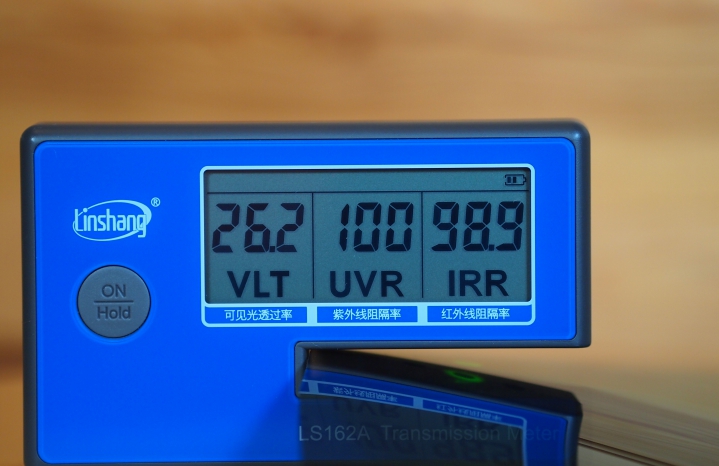 Linshang®
ON
Hold
26.2 100 98.9
VLT UVR IRR
可见光透过率 紫外线阻隔率 红外线阻隔率
LS162A Transmission Meter